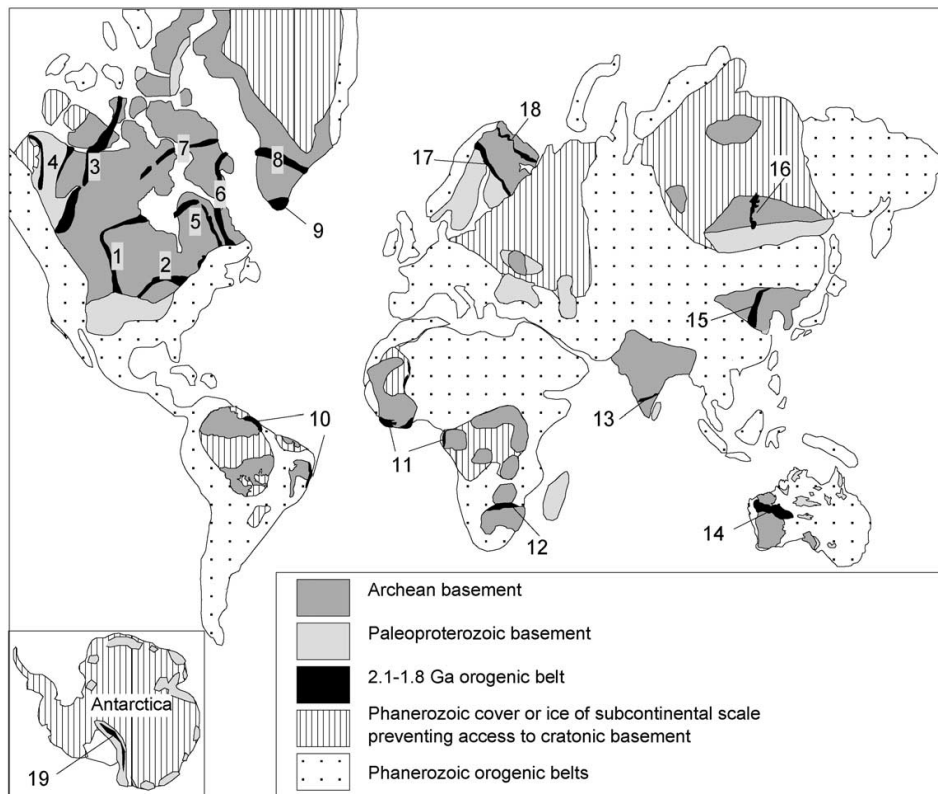 18
7
3
4
8
17
16
6
5
9
1
2
15
10
13
11
14
12
Archean basement
Paleoproterozoic basement
2.1-1.8 Ga orogenic belt
Phanerozoic cover or ice of subcontinental scale
preventing access to cratonic basement
Phanerozoic orogenic belts
Antarctica
19